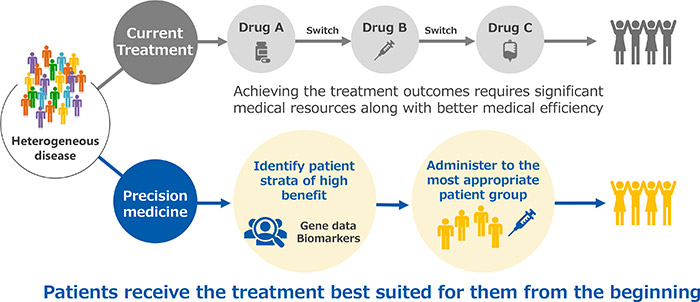 Current
Treatment
Drug A
Switch
Drug B
Switch
Drug C
Achieving the treatment outcomes requires significant
medical resources along with better medical efficiency
Heterogeneous
disease
Precision
medicine
Identify patient
strata of high
benefit
Gene data
Biomarkers
Administer to the
most appropriate
patient group
Patients receive the treatment best suited for them from the beginning